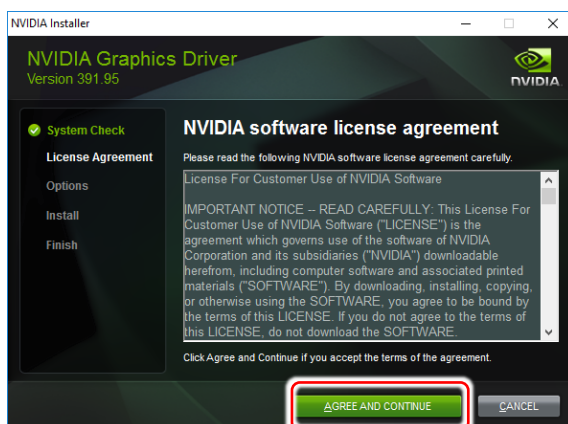 NVIDIA Installer
NVIDIA Graphics Driver
Version 391.95
NVIDIA
System Check
License Agreement
Options
Install
Finish
NVIDIA software license agreement
Please read the following NVIDIA software license agreement carefully.
License For Customer Use of NVIDIA Software
IMPORTANT NOTICE -- READ CAREFULLY: This License For
Customer Use of NVIDIA Software ("LICENSE") is the
agreement which governs use of the software of NVIDIA
Corporation and its subsidiaries ("NVIDIA") downloadable
herefrom, including computer software and associated printed
materials ("SOFTWARE"). By downloading, installing, copying,
or otherwise using the SOFTWARE, you agree to be bound by
the terms of this LICENSE. If you do not agree to the terms of
this LICENSE, do not download the SOFTWARE.
Click Agree and Continue if you accept the terms of the agreement.
AGREE AND CONTINUE
CANCEL